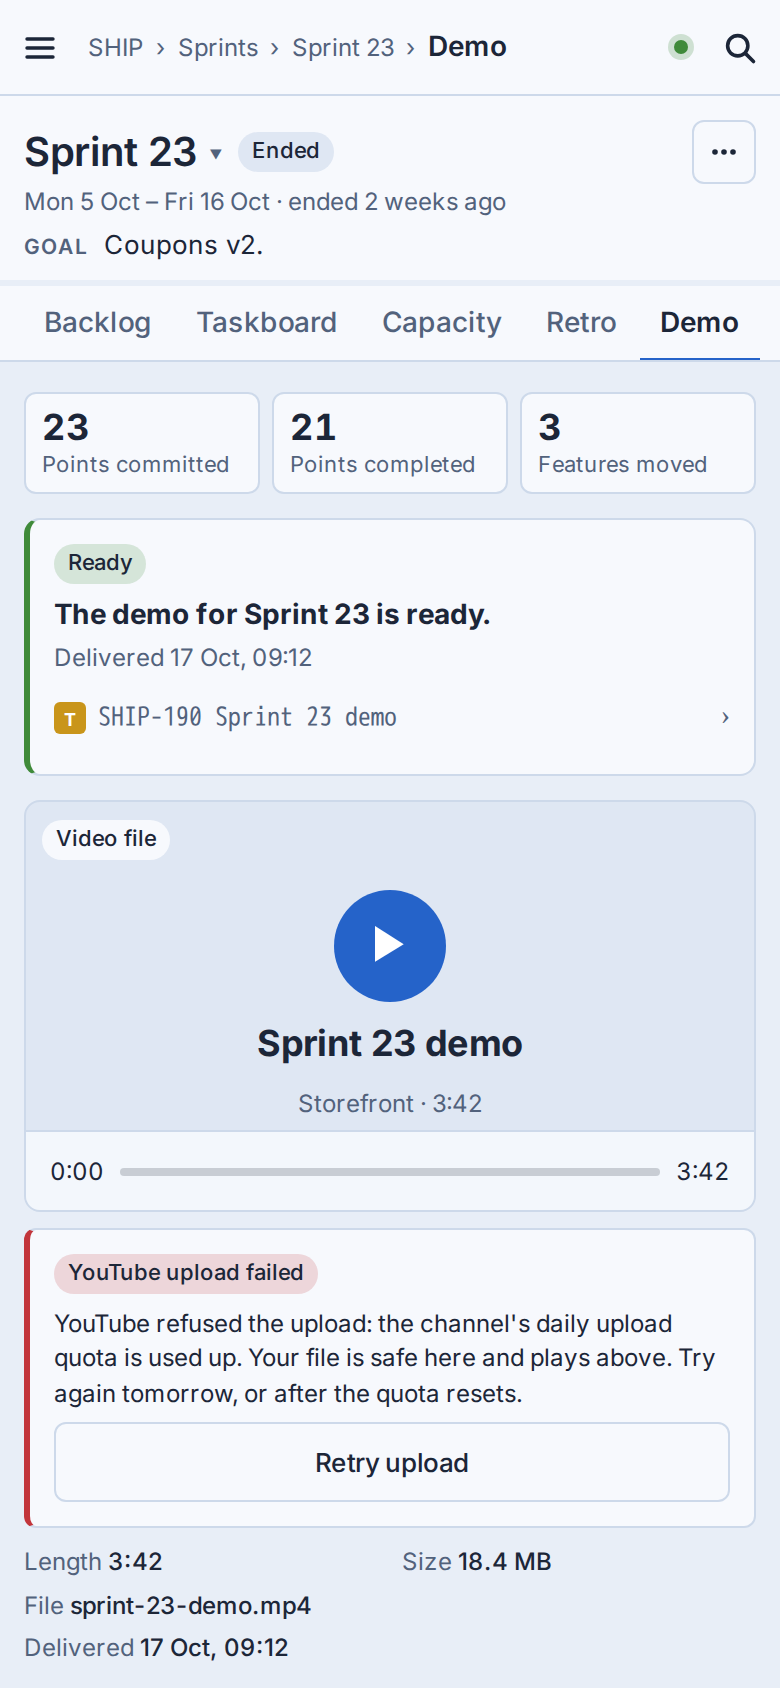 SHIP › Sprints › Sprint 23 › Demo
Sprint 23 ▾ Ended
Mon 5 Oct – Fri 16 Oct · ended 2 weeks ago
GOAL Coupons v2.
Backlog Taskboard Capacity Retro Demo
23 21 3
Points committed Points completed Features moved
Ready
The demo for Sprint 23 is ready.
Delivered 17 Oct, 09:12
T SHIP-190 Sprint 23 demo ›
Video file
Sprint 23 demo
Storefront · 3:42
0:00 3:42
YouTube upload failed
YouTube refused the upload: the channel's daily upload
quota is used up. Your file is safe here and plays above. Try
again tomorrow, or after the quota resets.
Retry upload
Length 3:42 Size 18.4 MB
File sprint-23-demo.mp4
Delivered 17 Oct, 09:12